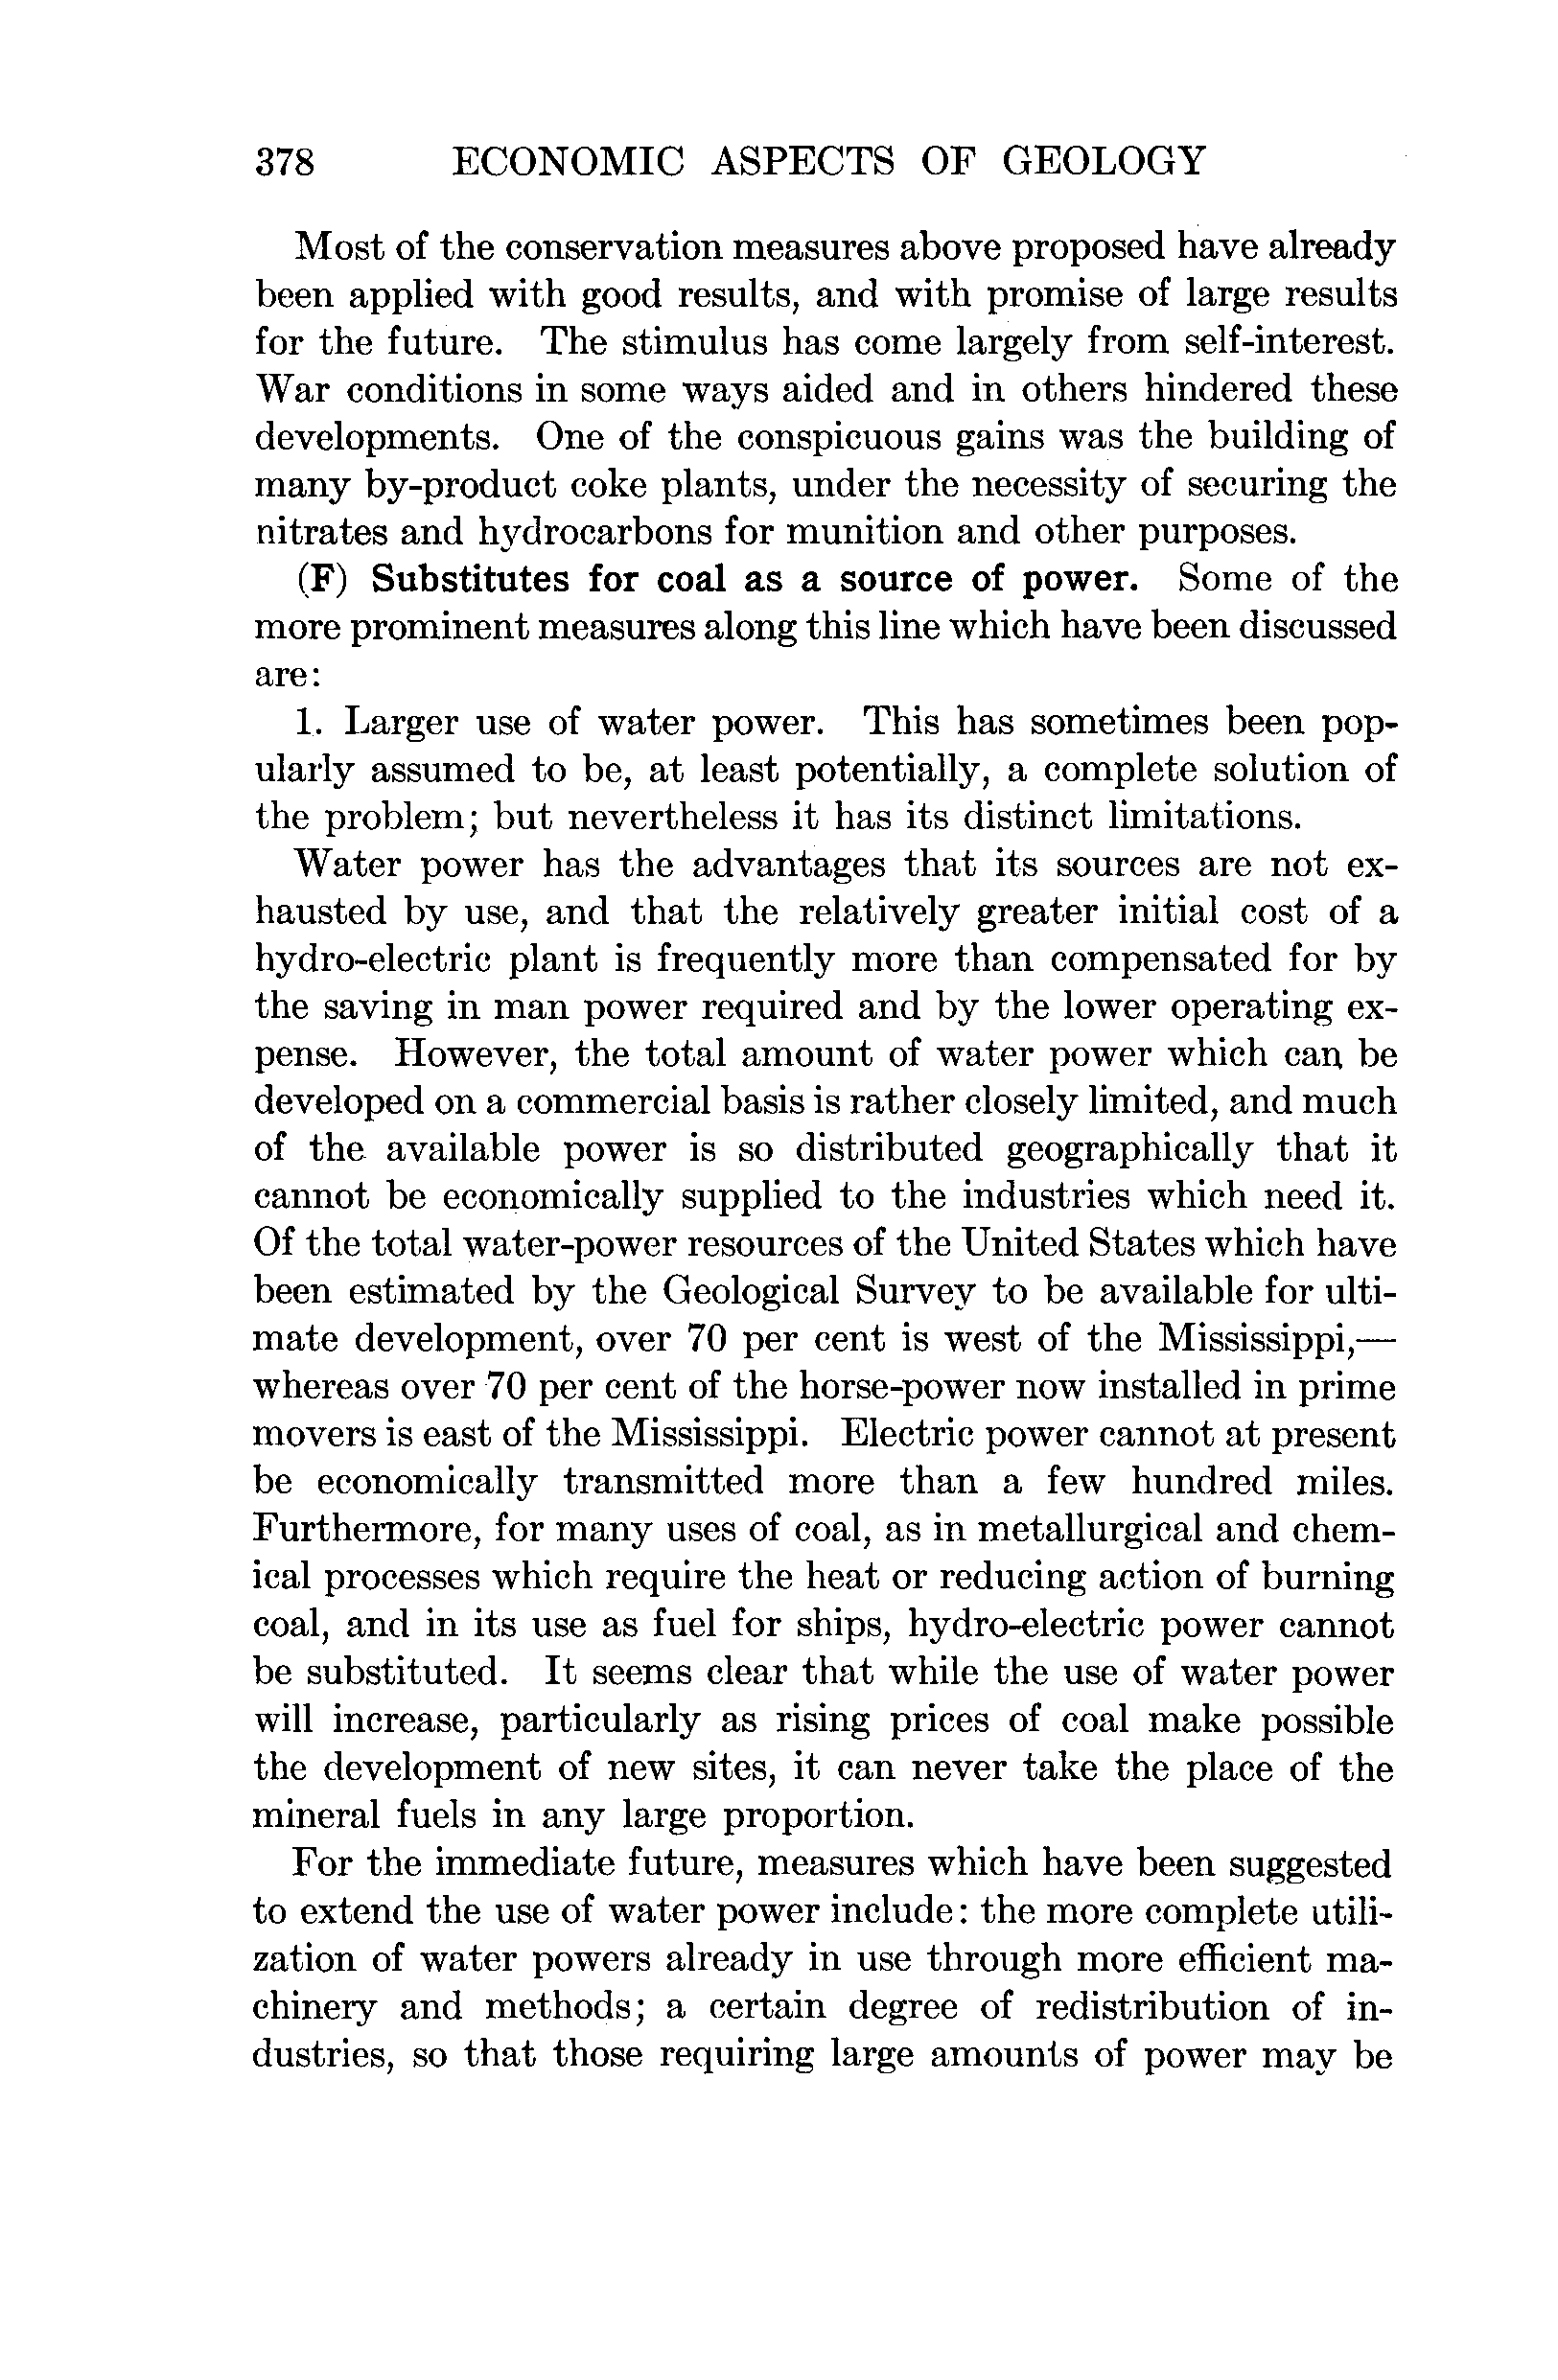 378 ECONOMIC ASPECTS OF GEOLOGY
Most of the conservation measures above proposed have already
been applied with good results, and with promise of large results
for the future. The stimulus has come largely from self-interest.
War conditions in some ways aided and in others hindered these
developments. One of the conspicuous gains was the building of
many by-product coke plants, under the necessity of securing the
nitrates and hydrocarbons for munition and other purposes.
(F) Substitutes for coal as a source of power. Some of the
more prominent measures along this line which have been discussed
are:
1. Larger use of water power. This has sometimes been pop-
ularly assumed to be, at least potentially, a complete solution of
the problem; but nevertheless it has its distinct limitations.
Water power has the advantages that its sources are not ex-
hausted by use, and that the relatively greater initial cost of a
hydro-electric plant is frequently more than compensated for by
the saving in man power required and by the lower operating ex-
pense. However, the total amount of water power which can be
developed on a commercial basis is rather closely limited, and much
of the available power is so distributed geographically that it
cannot be economically supplied to the industries which need it.
Of the total water-power resources of the United States which have
been estimated by the Geological Survey to be available for ulti-
mate development, over 70 per cent is west of the Mississippi,—
whereas over 70 per cent of the horse-power now installed in prime
movers is east of the Mississippi. Electric power cannot at present
be economically transmitted more than a few hundred miles.
Furthermore, for many uses of coal, as in metallurgical and chem-
ical processes which require the heat or reducing action of burning
coal, and in its use as fuel for ships, hydro-electric power cannot
be substituted. It seems clear that while the use of water power
will increase, particularly as rising prices of coal make possible
the development of new sites, it can never take the place of the
mineral fuels in any large proportion.
For the immediate future, measures which have been suggested
to extend the use of water power include: the more complete utili-
zation of water powers already in use through more efficient ma-
chinery and methods; a certain degree of redistribution of in-
dustries, so that those requiring large amounts of power may be